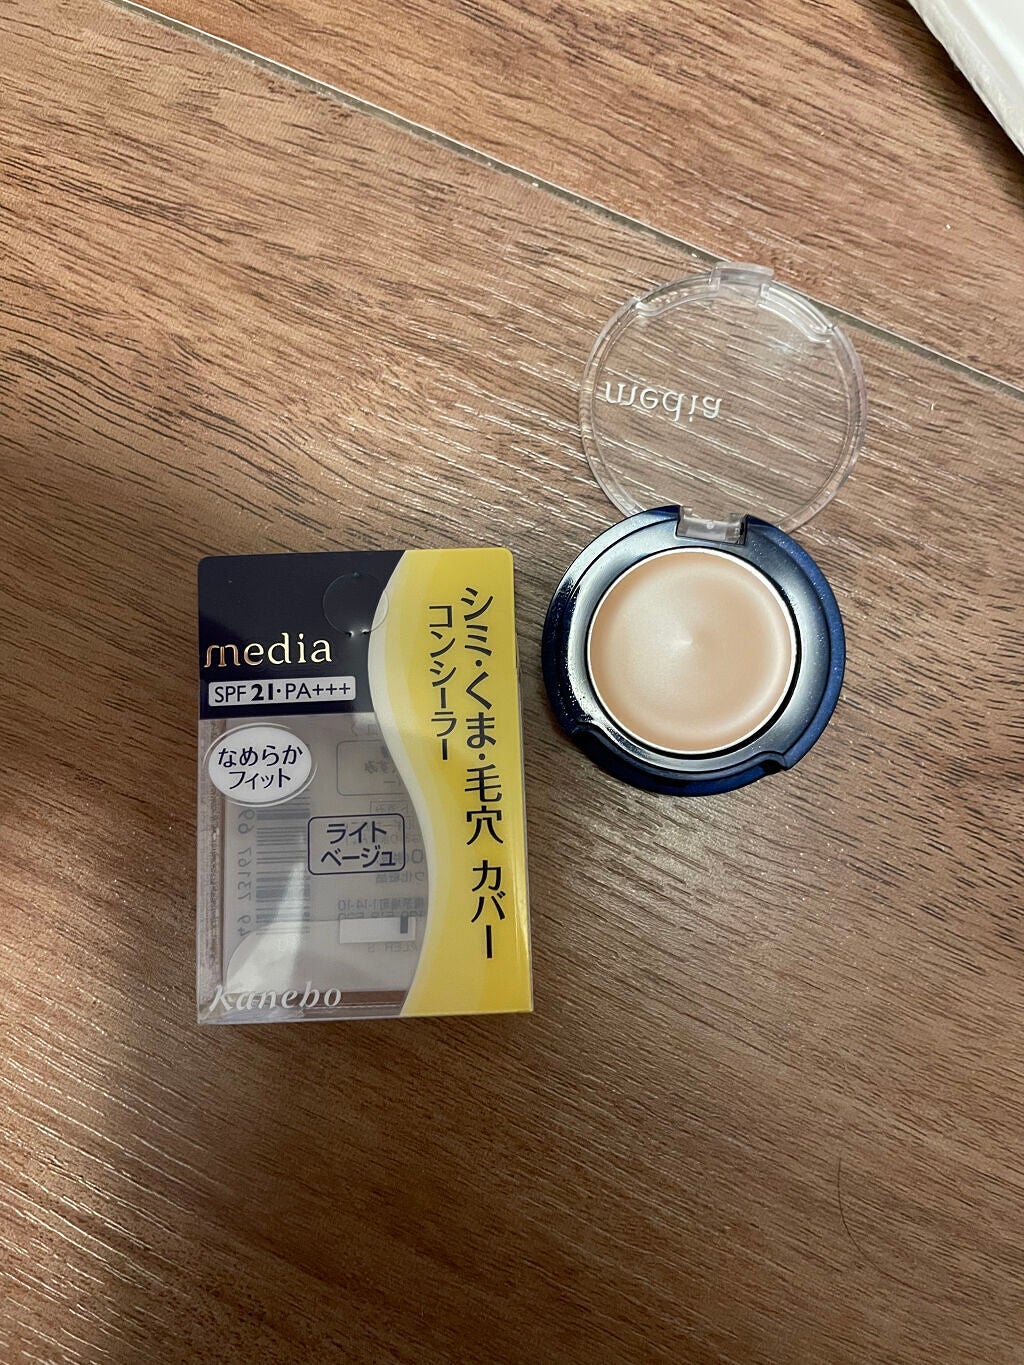 media
SPF 21・PA+++
なめらか
フィット
ライト
ベージュ
シミ・くま・毛穴 カバー
コンシーラー
Kanebo
media